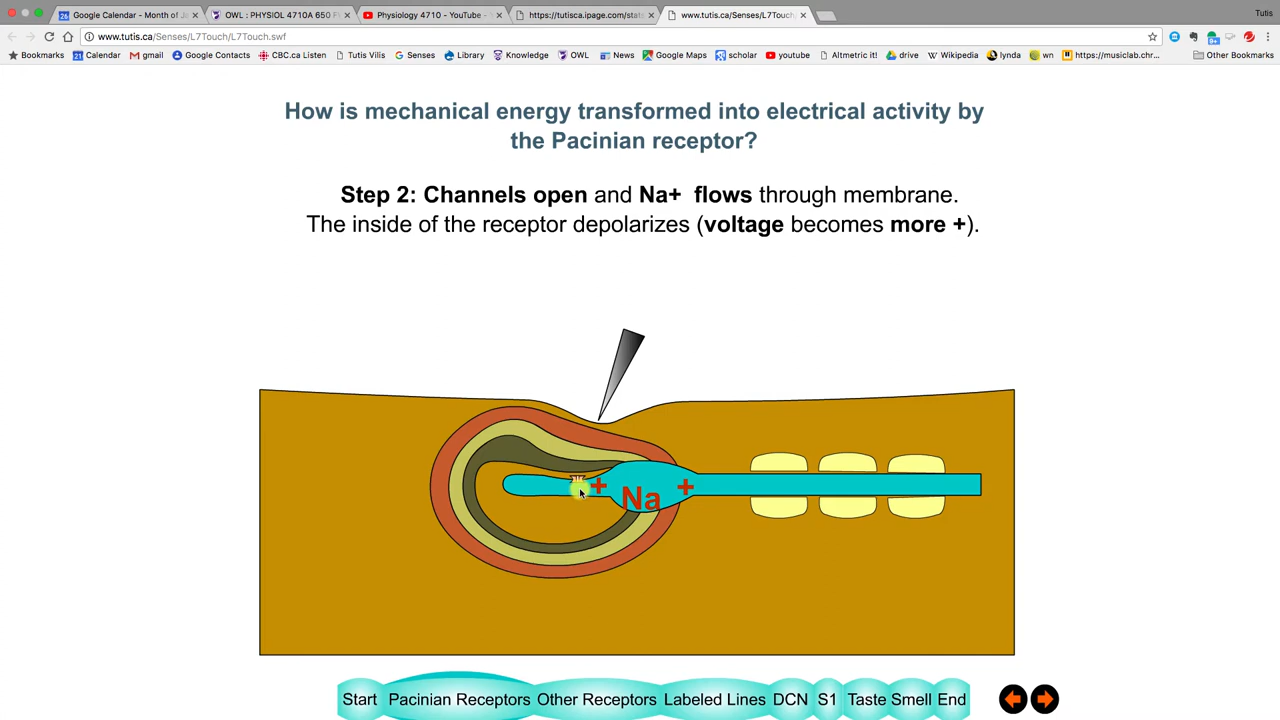 Google Calendar - Month of J
OWL : PHYSIOL 4710A 650 F
Physiology 4710 - YouTube -
https://tutisca.ipage.com/stats
www.tutis.ca/Senses/L7Touch/
Tutis
www.tutis.ca/Senses/L7Touch/L7Touch.swf
Bookmarks 21 Calendar gmail Google Contacts CBC.ca Listen Tutis Vilis Senses Library Knowledge OWL News Google Maps scholar youtube Altmetric it! drive Wikipedia lynda wn https://musiclab.chr... Other Bookmarks
How is mechanical energy transformed into electrical activity by
the Pacinian receptor?
Step 2: Channels open and Na+ flows through membrane.
The inside of the receptor depolarizes (voltage becomes more +).
+ Na +
Start Pacinian Receptors Other Receptors Labeled Lines DCN S1 Taste Smell End